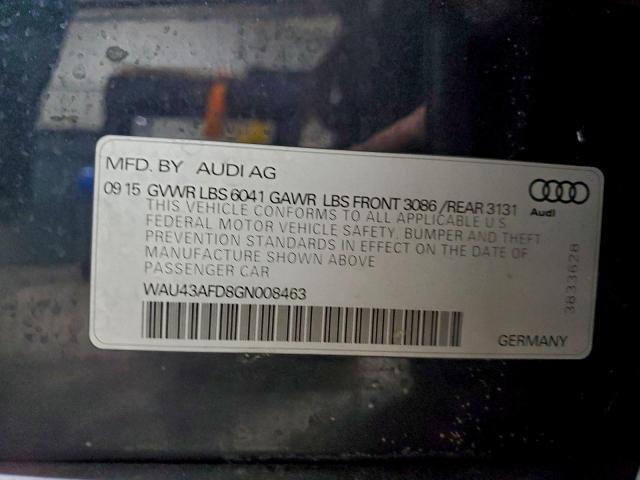 MFD. BY AUDI AG
09 15 GVWR LBS 6041 GAWR LBS FRONT 3086 / REAR 3131
THIS VEHICLE CONFORMS TO ALL APPLICABLE U.S
FEDERAL MOTOR VEHICLE SAFETY, BUMPER AND THEFT
PREVENTION STANDARDS IN EFFECT ON THE DATE OF
MANUFACTURE SHOWN ABOVE
PASSENGER CAR
WAU43AFD8GN008463
Audi
3833628
GERMANY